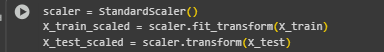 scaler = StandardScaler()
X_train_scaled = scaler.fit_transform(X_train)
X_test_scaled = scaler.transform(X_test)